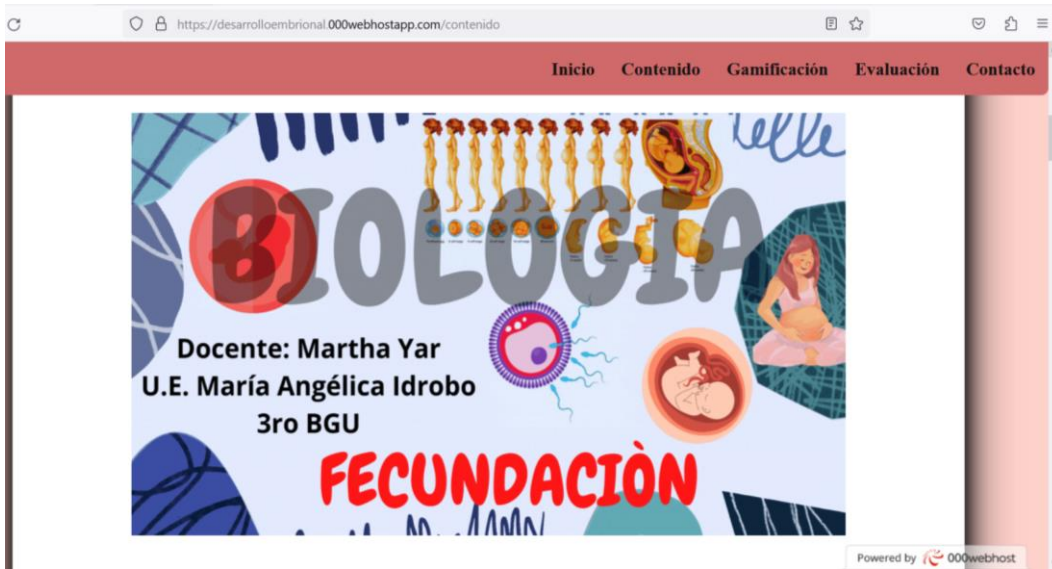 https://desarrolloembrional.000webhostapp.com/contenido
Inicio Contenido Gamificación Evaluación Contacto
BIOLOGIA
Docente: Martha Yar
U.E. María Angélica Idrobo
3ro BGU
FECUNDACIÒN
Powered by 000webhost